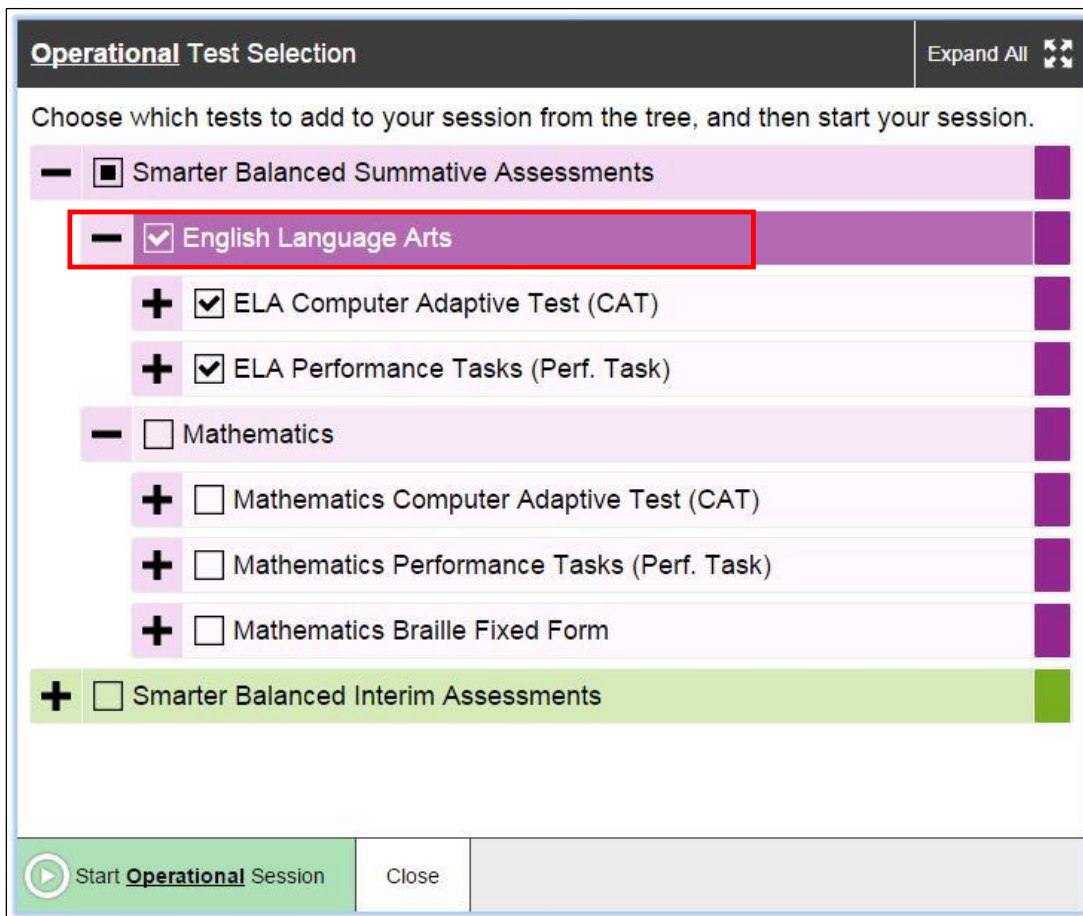 Operational Test Selection
Expand All
Choose which tests to add to your session from the tree, and then start your session.
Smarter Balanced Summative Assessments
English Language Arts
ELA Computer Adaptive Test (CAT)
ELA Performance Tasks (Perf. Task)
Mathematics
Mathematics Computer Adaptive Test (CAT)
Mathematics Performance Tasks (Perf. Task)
Mathematics Braille Fixed Form
Smarter Balanced Interim Assessments
Start Operational Session
Close